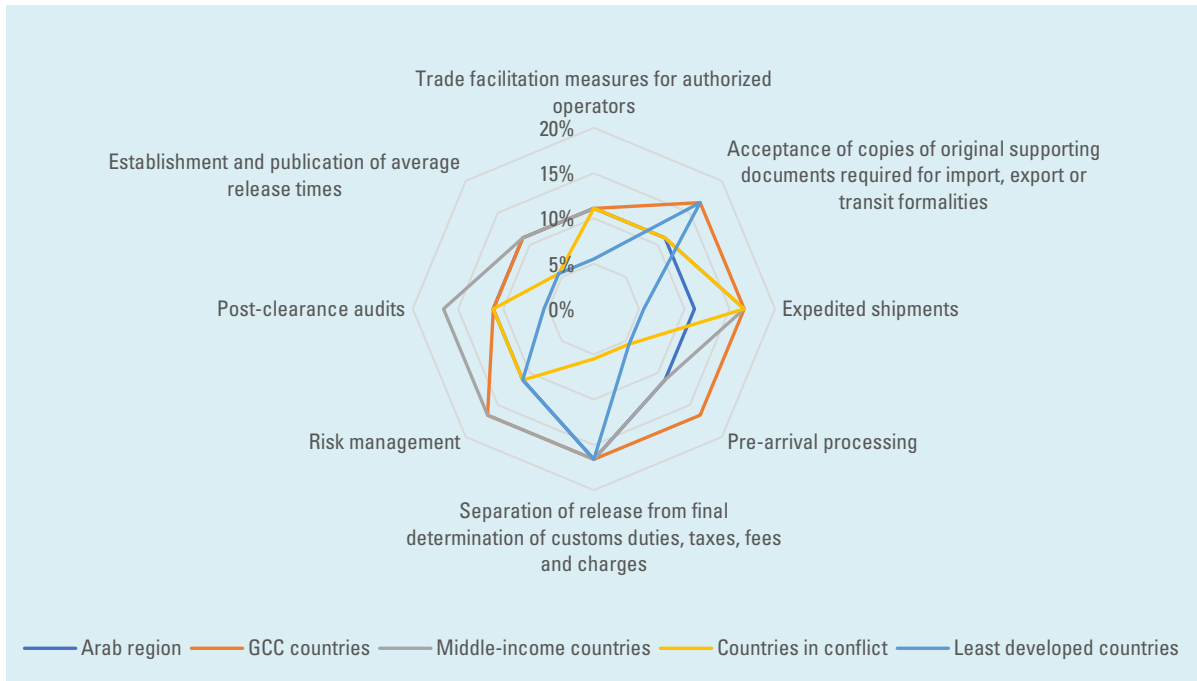 Trade facilitation measures for authorized
operators
20%
15%
10%
5%
0%
Acceptance of copies of original supporting
documents required for import, export or
transit formalities
Expedited shipments
Pre-arrival processing
Separation of release from final
determination of customs duties, taxes, fees
and charges
Risk management
Post-clearance audits
Establishment and publication of average
release times
Arab region
GCC countries
Middle-income countries
Countries in conflict
Least developed countries